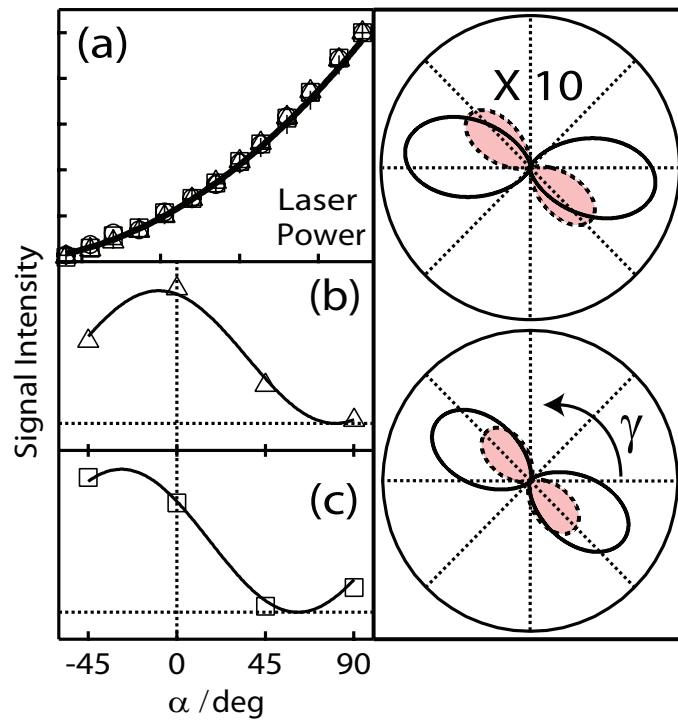 (a)
X 10
Laser
Power
Signal Intensity
(b)
(c)
γ
-45 0 45 90
α /deg